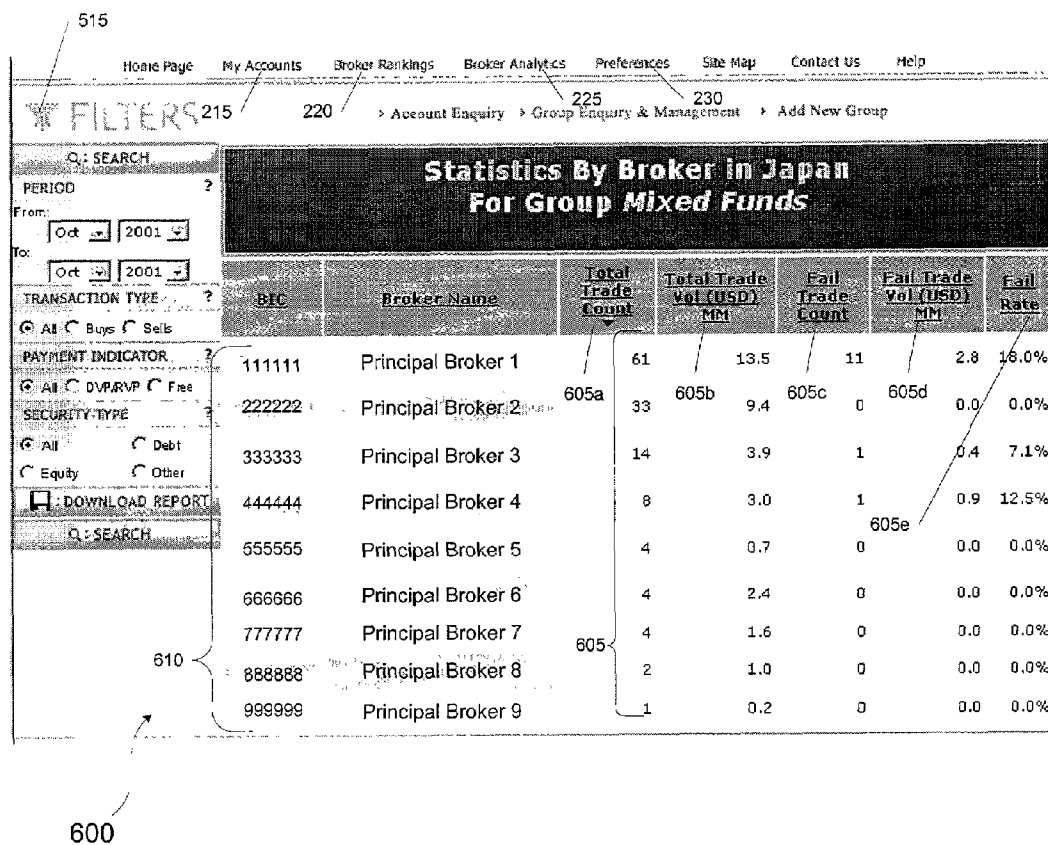 515
Home Page My Accounts Broker Rankings Broker Analytics Preferences Site Map Contact Us Help
FILTERS 215 220 225 230
> Account Enquiry > Group Enquiry & Management > Add New Group
Q: SEARCH
PERIOD ?
From:
Oct 2001
To:
Oct 2001
TRANSACTION TYPE ?
All Buys Sells
PAYMENT INDICATOR ?
All DVP/RVP Free
SECURITY TYPE ?
All Debt
Equity Other
: DOWNLOAD REPORT
Q: SEARCH
Statistics By Broker in Japan
For Group Mixed Funds
BIC Broker Name Total Trade Count Total Trade Vol (USD) MM Fail Trade Count Fail Trade Vol (USD) MM Fail Rate
111111 Principal Broker 1 61 13.5 11 2.8 18.0%
605a 605b 605c 605d
222222 Principal Broker 2 33 9.4 0 0.0 0.0%
333333 Principal Broker 3 14 3.9 1 0.4 7.1%
444444 Principal Broker 4 8 3.0 1 0.9 12.5%
605e
555555 Principal Broker 5 4 0.7 0 0.0 0.0%
666666 Principal Broker 6 4 2.4 0 0.0 0.0%
777777 Principal Broker 7 4 1.6 0 0.0 0.0%
610 605
888888 Principal Broker 8 2 1.0 0 0.0 0.0%
999999 Principal Broker 9 1 0.2 0 0.0 0.0%
600